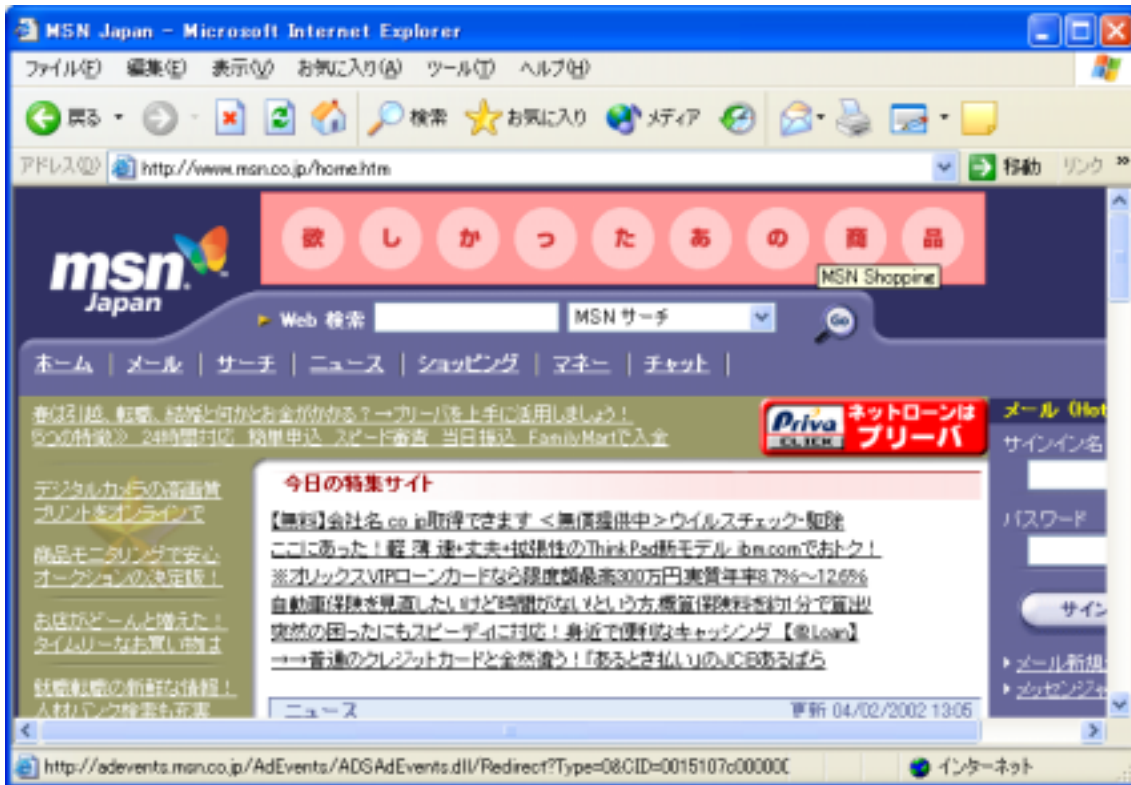 MSN Japan - Microsoft Internet Explorer
ファイル(F) 編集(E) 表示(V) お気に入り(A) ツール(T) ヘルプ(H)
戻る 検索 お気に入り メディア
アドレス(D) http://www.msn.co.jp/home.htm 移動 リンク »
msn
Japan
欲しかったあの商品
MSN Shopping
Web 検索 MSN サーチ Go
ホーム | メール | サーチ | ニュース | ショッピング | マネー | チャット |
春は引越、転職、結婚と何かとお金がかかる？→プリーバを上手に活用しましょう！
5つの特徴≫ 24時間対応 簡単申込 スピード審査 当日振込 FamilyMartで入金
Priva CLICK
ネットローンは
プリーバ
メール (Hot
サインイン名
パスワード
サイン
メール新規
メッセンジャ
デジタルカメラの高画質
プリントをオンラインで
商品モニタリングで安心
オークションの決定版！
お店がどーんと増えた！
タイムリーなお買い物は
就職転職の新鮮な情報！
人材バンク検索も充実
今日の特集サイト
【無料】会社名.co.jp取得できます ＜無償提供中＞ウイルスチェック・駆除
ここにあった！軽 薄 速+丈夫+拡張性のThinkPad新モデル ibm.comでおトク！
※オリックスVIPローンカードなら限度額最高300万円実質年率8.7%～12.6%
自動車保険を見直したいけど時間がないという方,概算保険料を約1分で算出!
突然の困ったにもスピーディに対応！身近で便利なキャッシング【@Loan】
→→普通のクレジットカードと全然違う！「あるとき払い」のJCBあるぱら
ニュース 更新 04/02/2002 13:05
http://adevents.msn.co.jp/AdEvents/ADSAdEvents.dll/Redirect?Type=0&CID=0015107c000000 インターネット